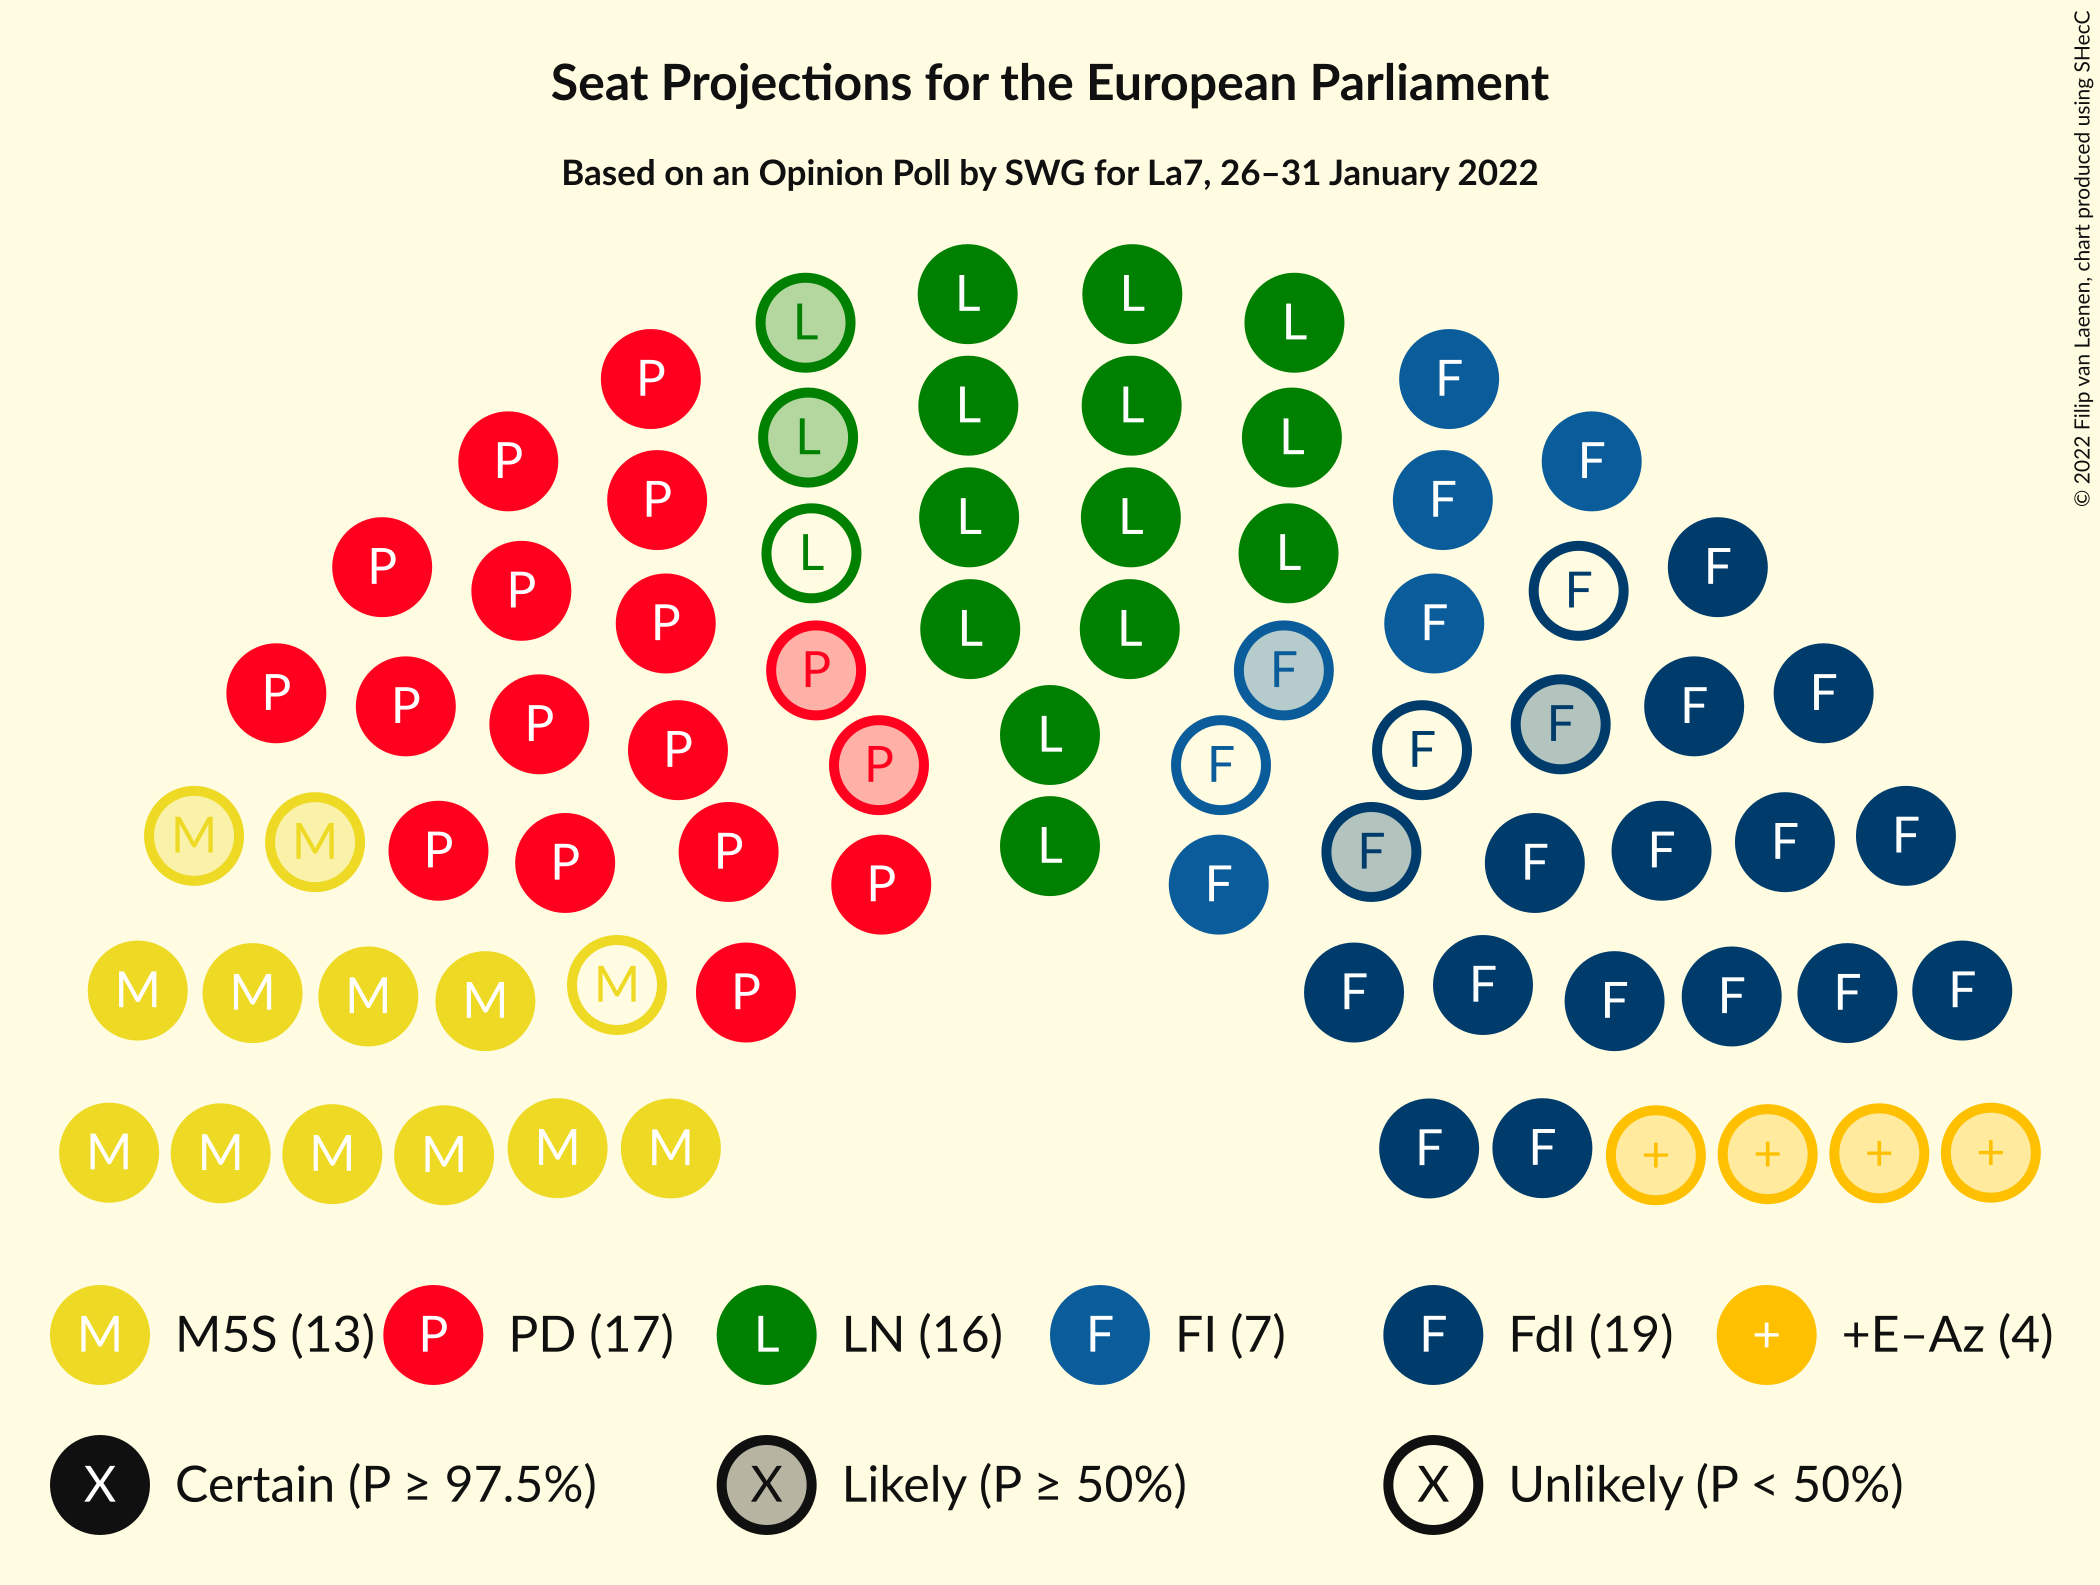 Seat Projections for the European Parliament
Based on an Opinion Poll by SWG for La7, 26–31 January 2022
© 2022 Filip van Laenen, chart produced using SHecC
L L
L L
P F
L L
P F
L L
P F
L L
P F F
L L
L L
P F
P F F
P F
L L
P F
P F
P P F F
P P F F
P P F F
L
P F
M M P P P P L F F F F F F
M M M M M P F F F F F F
M M M M M M F F + + + +
M M5S (13) P PD (17) L LN (16) F FI (7) F FdI (19) + +E–Az (4)
X Certain (P ≥ 97.5%) X Likely (P ≥ 50%) X Unlikely (P < 50%)